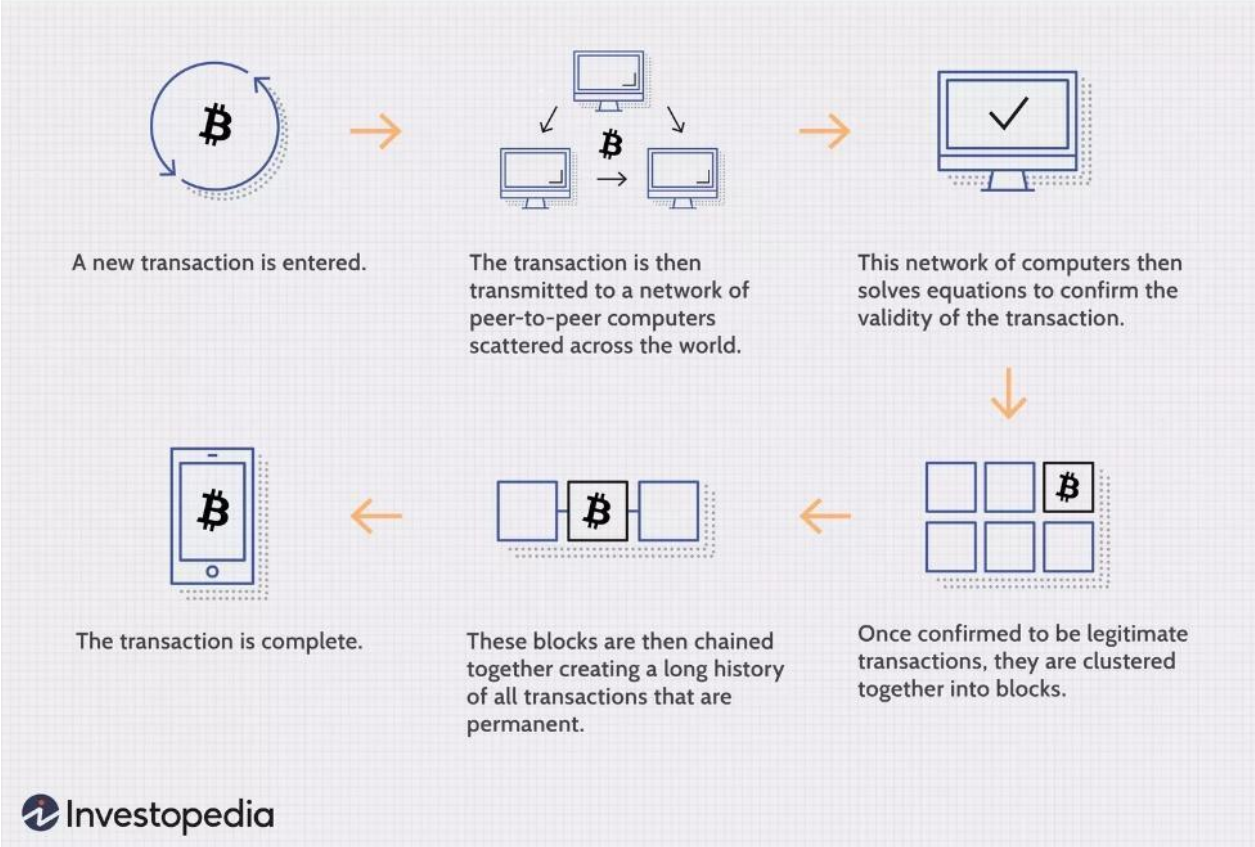 A new transaction is entered.
The transaction is then
transmitted to a network of
peer-to-peer computers
scattered across the world.
This network of computers then
solves equations to confirm the
validity of the transaction.
Once confirmed to be legitimate
transactions, they are clustered
together into blocks.
These blocks are then chained
together creating a long history
of all transactions that are
permanent.
The transaction is complete.
Investopedia